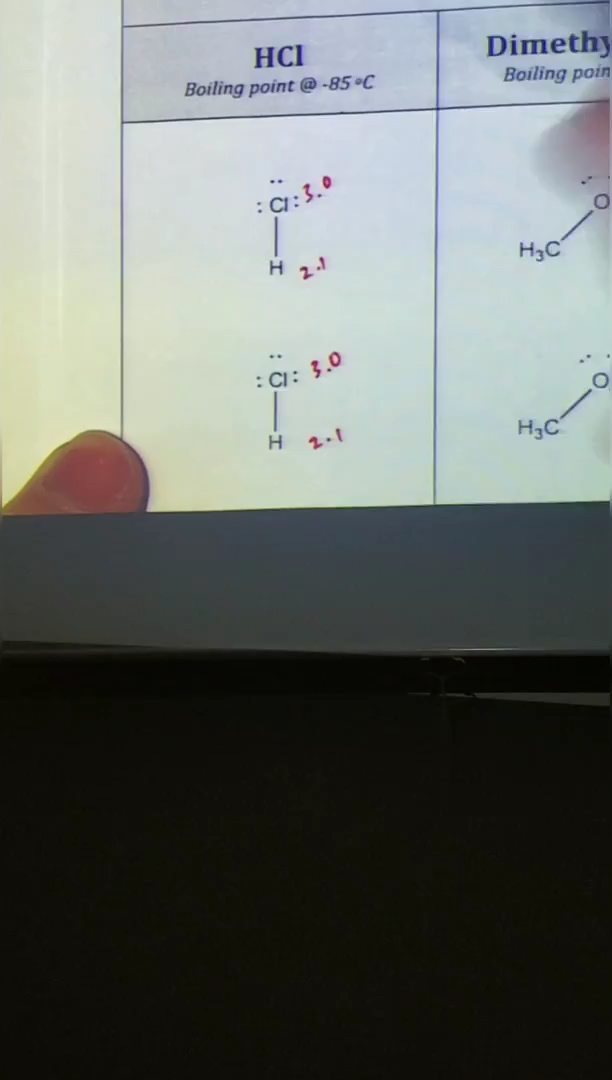 HCl
Boiling point @ -85 °C
:Cl: 3.0
H 2.1
:Cl: 3.0
H 2.1
Dimethy
Boiling poin
O
H₃C
O
H₃C